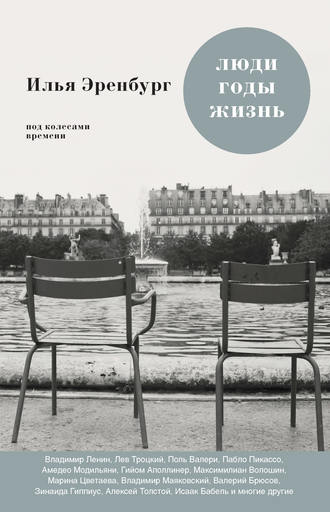 люди
годы
жизнь
Илья Эренбург
под колесами
времени
Владимир Ленин, Лев Троцкий, Поль Валери, Пабло Пикассо,
Амедео Модильяни, Гийом Аполлинер, Максимилиан Волошин,
Марина Цветаева, Владимир Маяковский, Валерий Брюсов,
Зинаида Гиппиус, Алексей Толстой, Исаак Бабель и многие другие